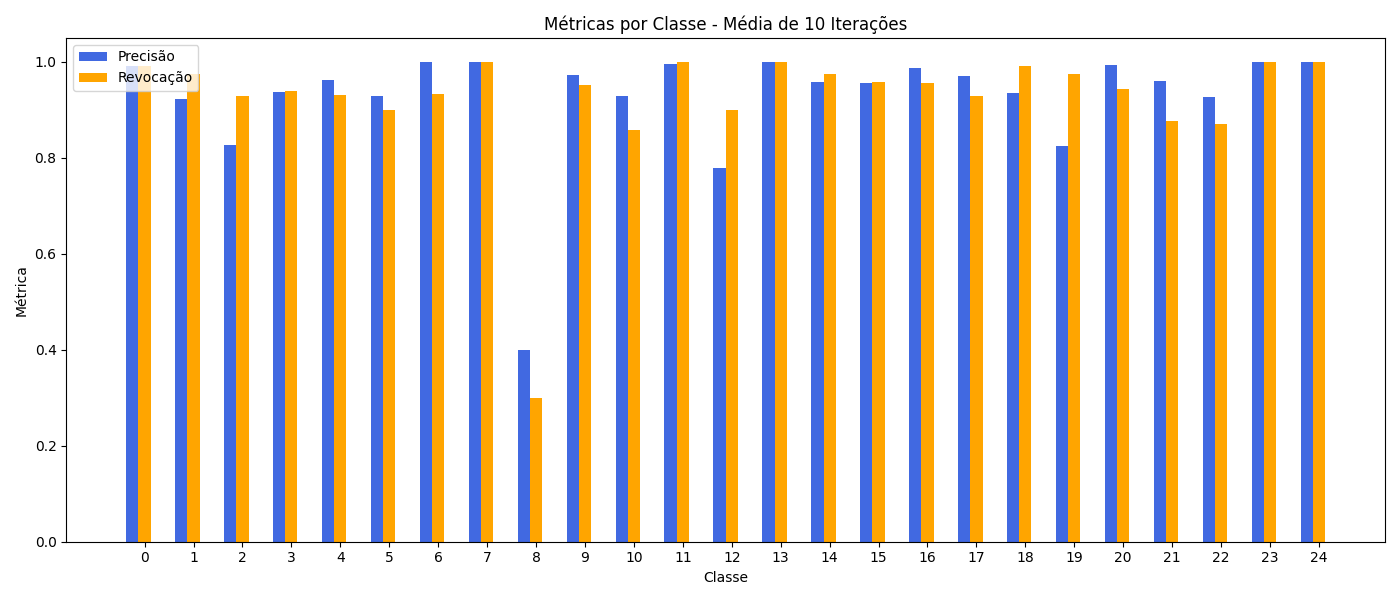 Métricas por Classe - Média de 10 Iterações
Precisão
Revocação
1.0
0.8
0.6
0.4
0.2
0.0
Métrica
0 1 2 3 4 5 6 7 8 9 10 11 12 13 14 15 16 17 18 19 20 21 22 23 24
Classe